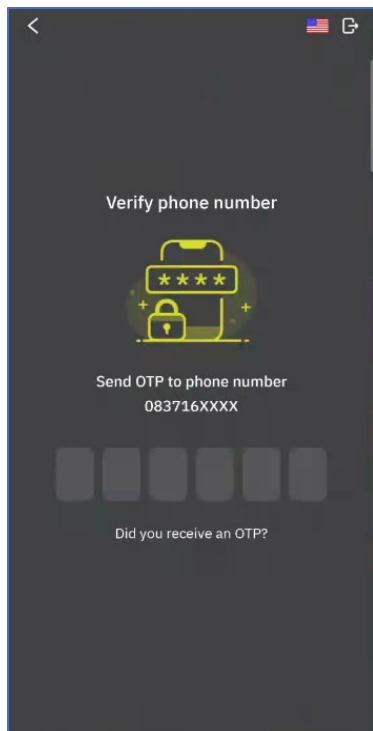 Verify phone number
****
Send OTP to phone number
083716XXXX
Did you receive an OTP?